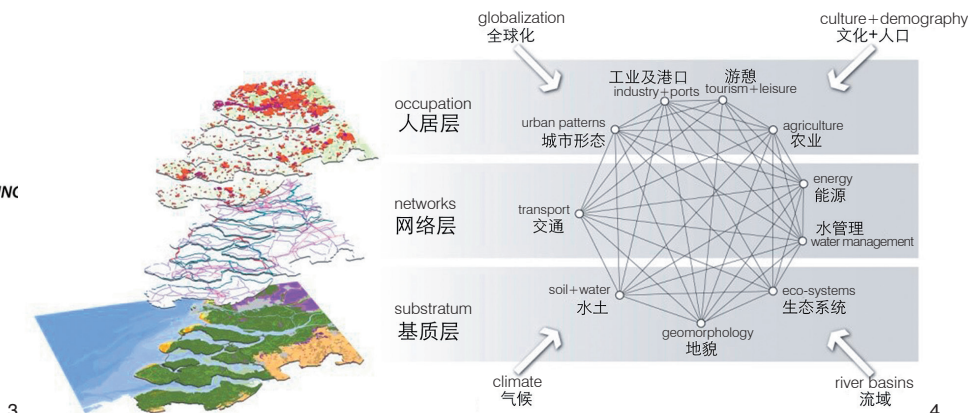 globalization
全球化
culture+demography
文化+人口
occupation
人居层
工业及港口
industry+ports
游憩
tourism+leisure
urban patterns
城市形态
agriculture
农业
networks
网络层
energy
能源
transport
交通
水管理
water management
substratum
基质层
soil+water
水土
eco-systems
生态系统
geomorphology
地貌
climate
气候
river basins
流域
3
4